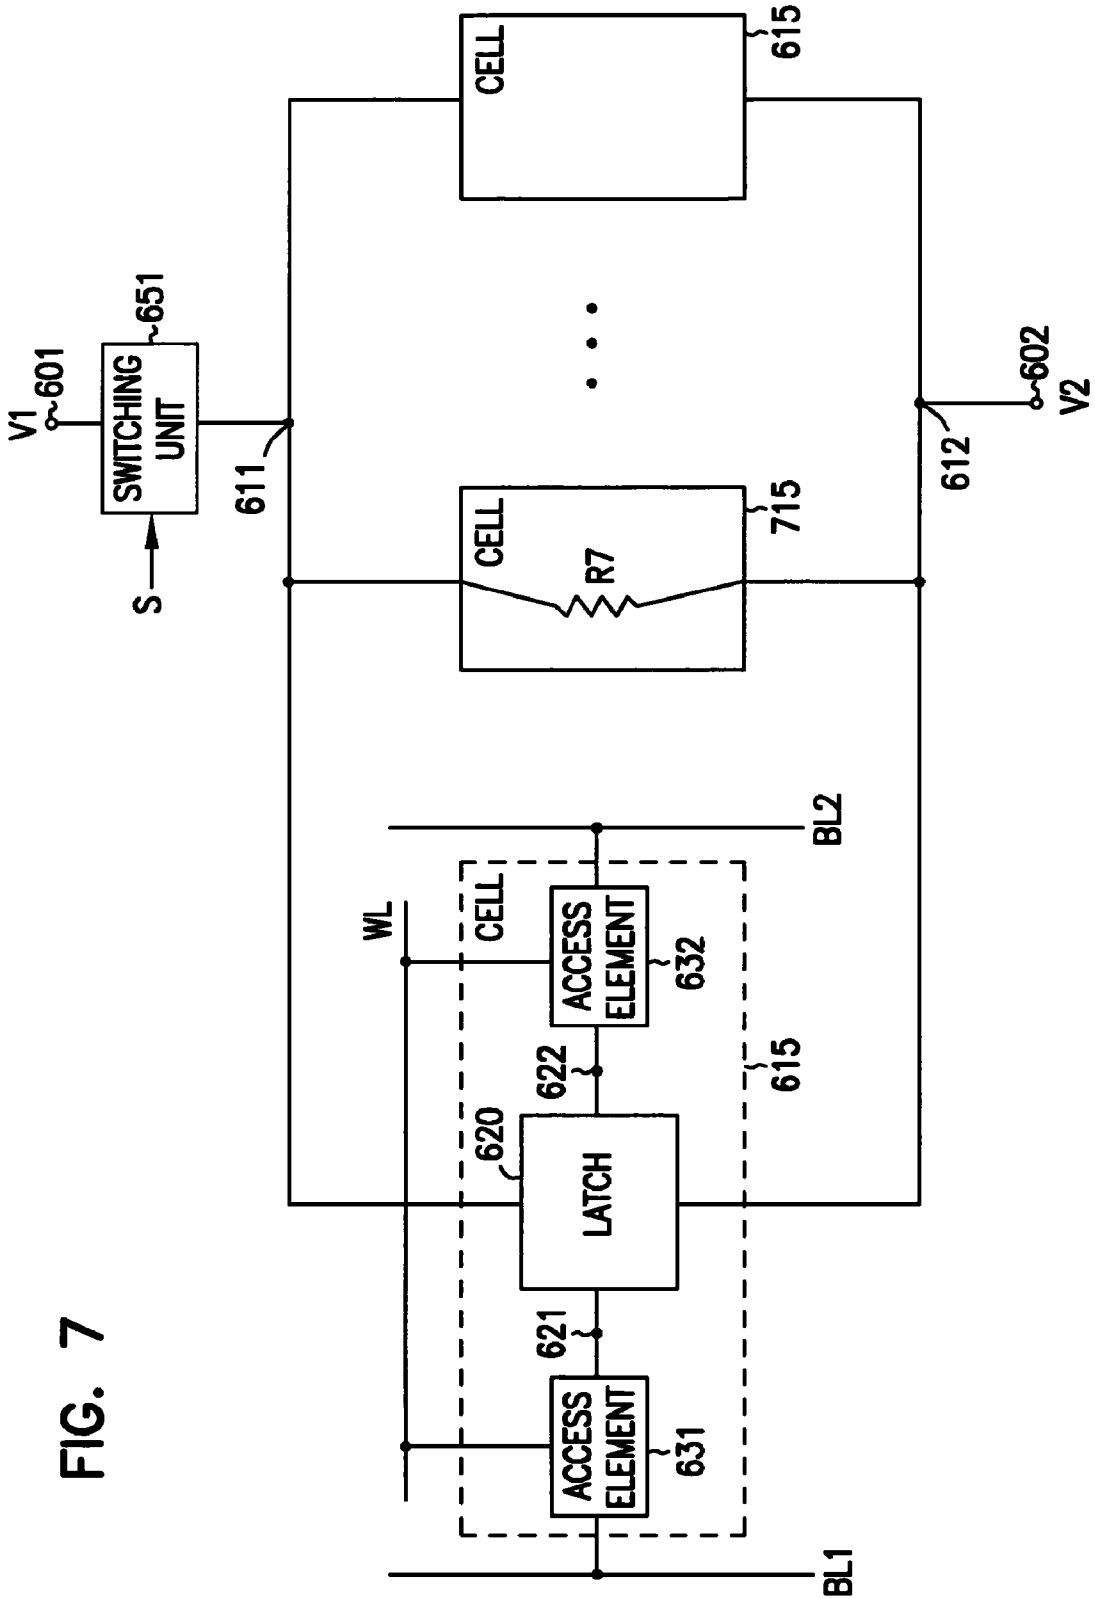 FIG. 7
V1
601
SWITCHING
UNIT
651
S
611
WL
CELL
ACCESS
ELEMENT
631
621
620
LATCH
622
ACCESS
ELEMENT
632
615
BL1
BL2
CELL
R7
715
CELL
615
612
602
V2